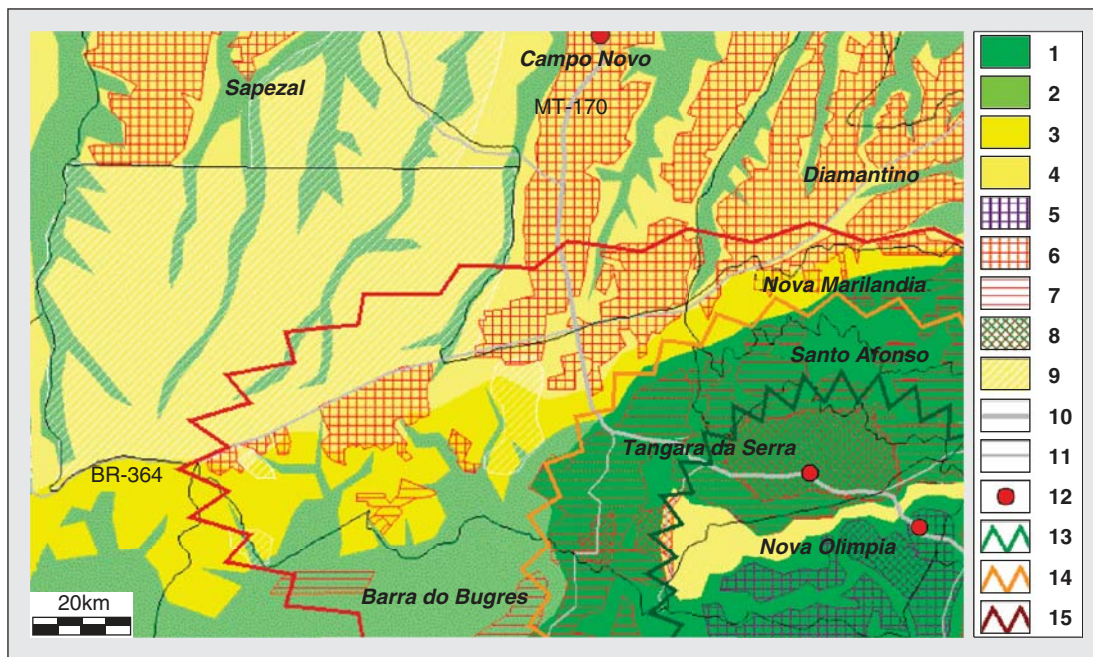 Campo Novo
Sapezal
MT-170
Diamantino
Nova Marilandia
Santo Afonso
Tangara da Serra
BR-364
Nova Olimpia
Barra do Bugres
20km
1
2
3
4
5
6
7
8
9
10
11
12
13
14
15